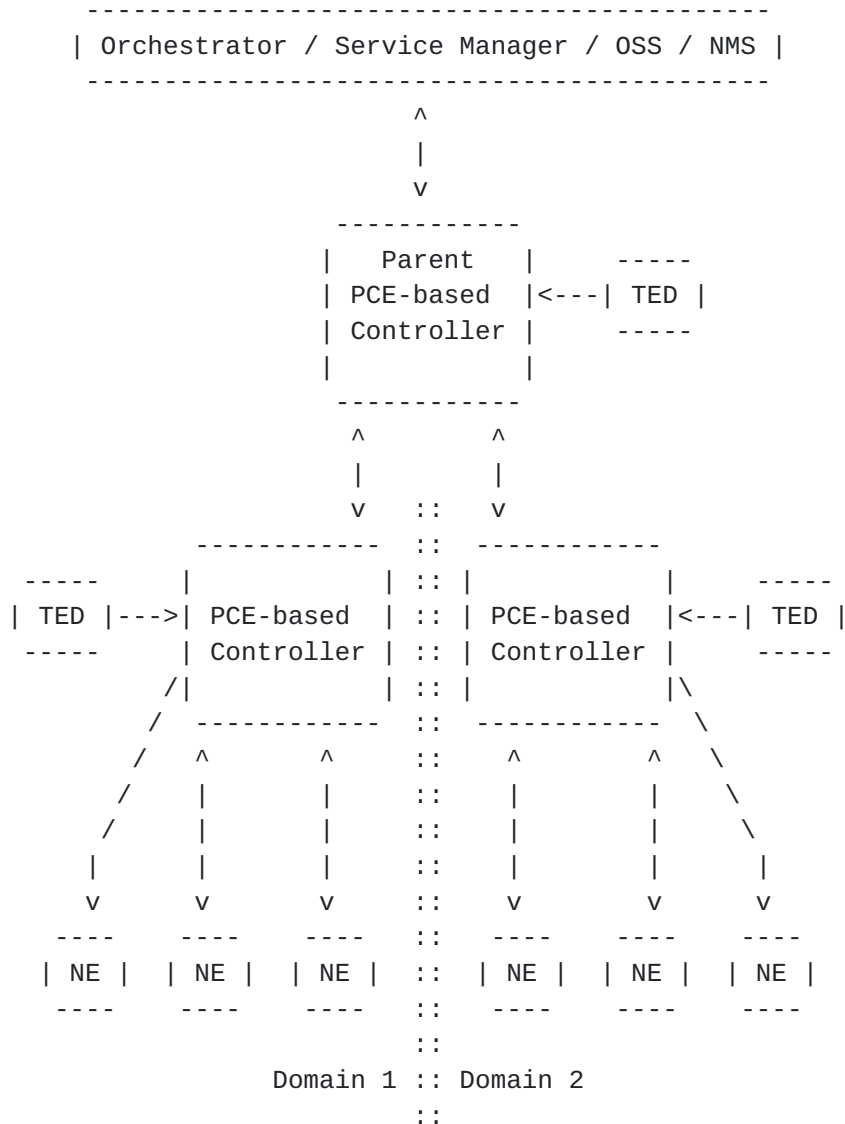 Orchestrator / Service Manager / OSS / NMS
Parent
PCE-based
TED
Controller
TED
PCE-based
PCE-based
TED
Controller
Controller
NE
NE
NE
NE
NE
NE
Domain 1 :: Domain 2